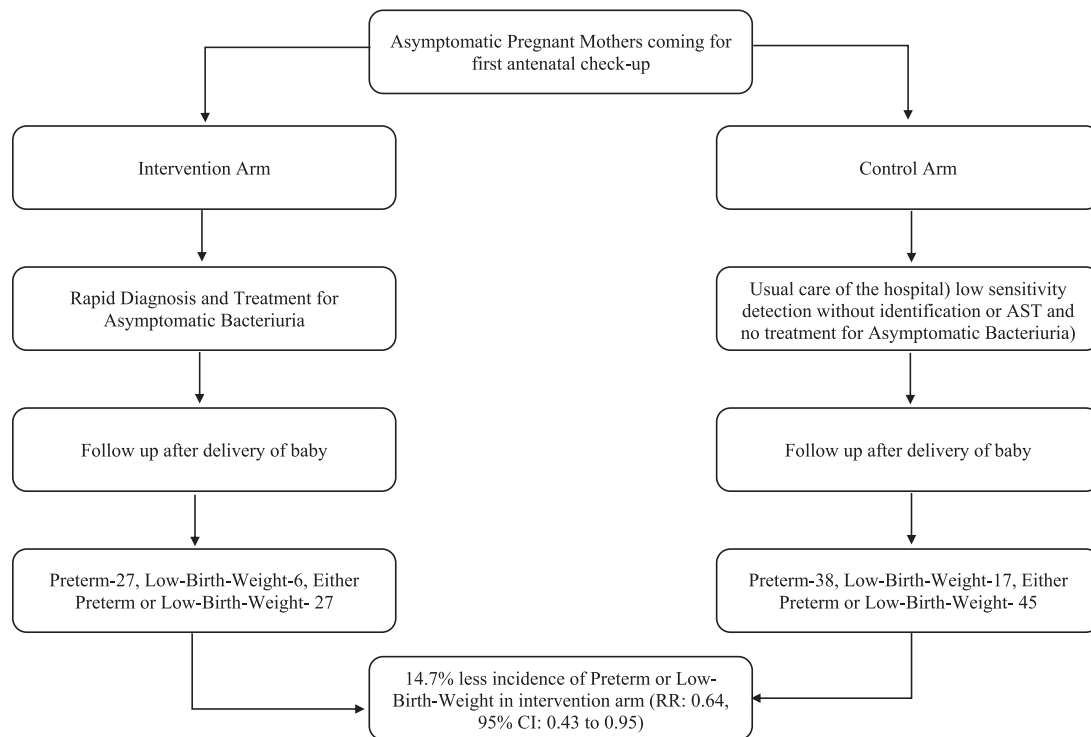 Asymptomatic Pregnant Mothers coming for
first antenatal check-up
Intervention Arm
Control Arm
Rapid Diagnosis and Treatment for
Asymptomatic Bacteriuria
Usual care of the hospital) low sensitivity
detection without identification or AST and
no treatment for Asymptomatic Bacteriuria)
Follow up after delivery of baby
Follow up after delivery of baby
Preterm-27, Low-Birth-Weight-6, Either
Preterm or Low-Birth-Weight- 27
Preterm-38, Low-Birth-Weight-17, Either
Preterm or Low-Birth-Weight- 45
14.7% less incidence of Preterm or Low-
Birth-Weight in intervention arm (RR: 0.64,
95% CI: 0.43 to 0.95)